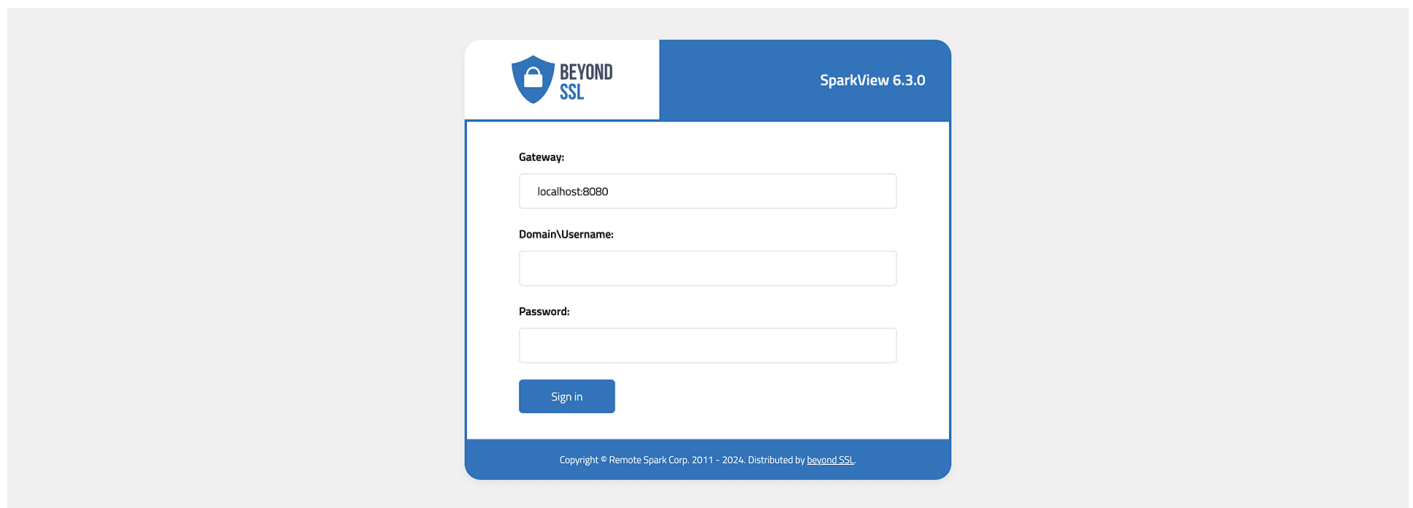 BEYOND
SSL
SparkView 6.3.0
Gateway:
localhost:8080
Domain\Username:
Password:
Sign in
Copyright © Remote Spark Corp. 2011 - 2024. Distributed by beyond SSL.